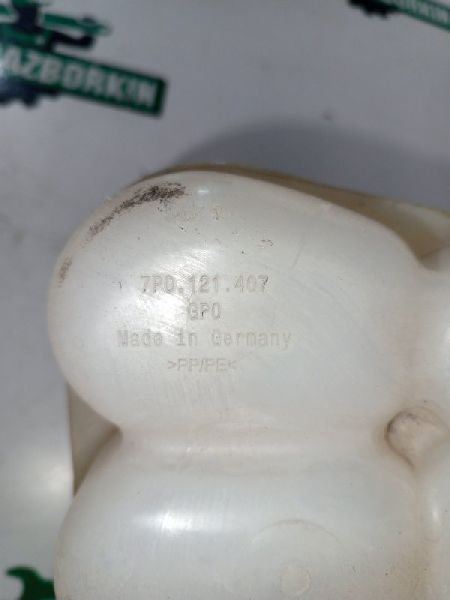 RAZBORKIN
7P0.121.407
GPO
Made in Germany
>PP/PE<